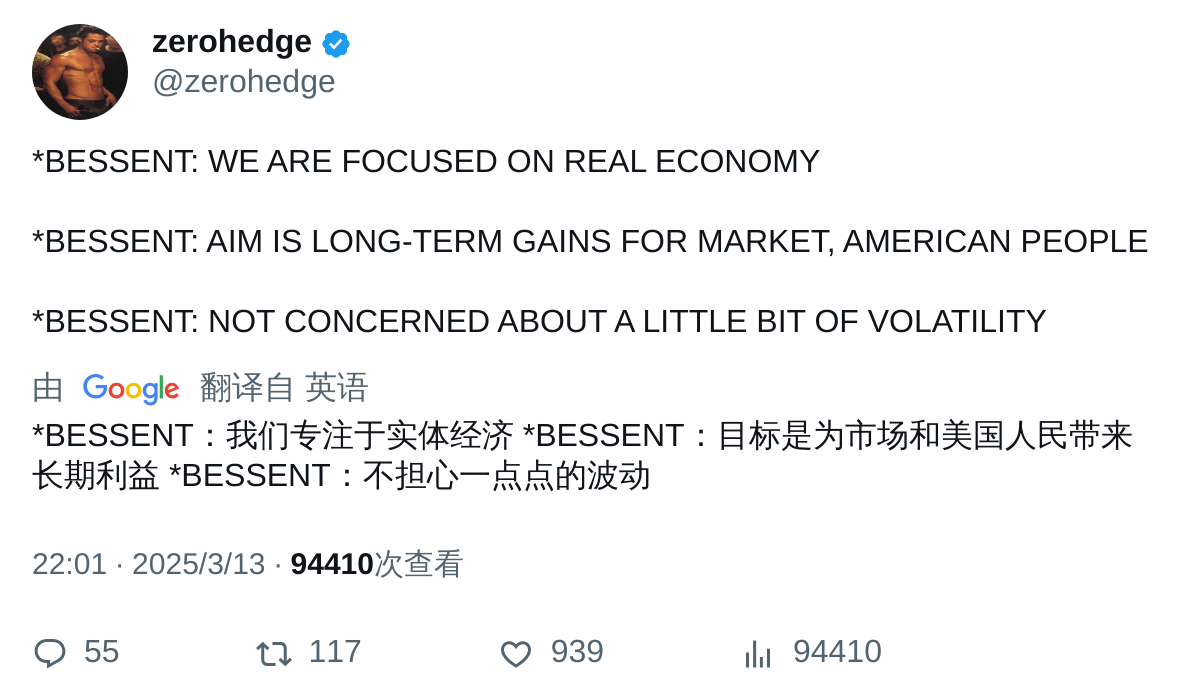 zerohedge
@zerohedge
*BESSENT: WE ARE FOCUSED ON REAL ECONOMY
*BESSENT: AIM IS LONG-TERM GAINS FOR MARKET, AMERICAN PEOPLE
*BESSENT: NOT CONCERNED ABOUT A LITTLE BIT OF VOLATILITY
由 Google 翻译自 英语
*BESSENT：我们专注于实体经济 *BESSENT：目标是为市场和美国人民带来
长期利益 *BESSENT：不担心一点点的波动
22:01 · 2025/3/13 · 94410次查看
55 117 939 94410